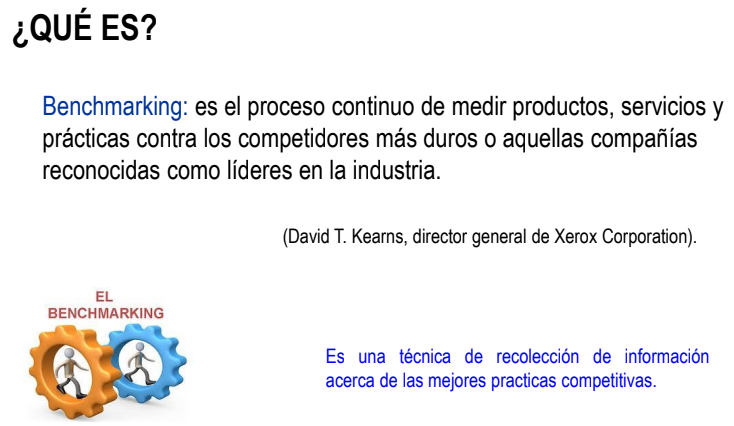 ¿QUÉ ES?
Benchmarking: es el proceso continuo de medir productos, servicios y
prácticas contra los competidores más duros o aquellas compañías
reconocidas como líderes en la industria.
(David T. Kearns, director general de Xerox Corporation).
EL
BENCHMARKING
Es una técnica de recolección de información
acerca de las mejores practicas competitivas.